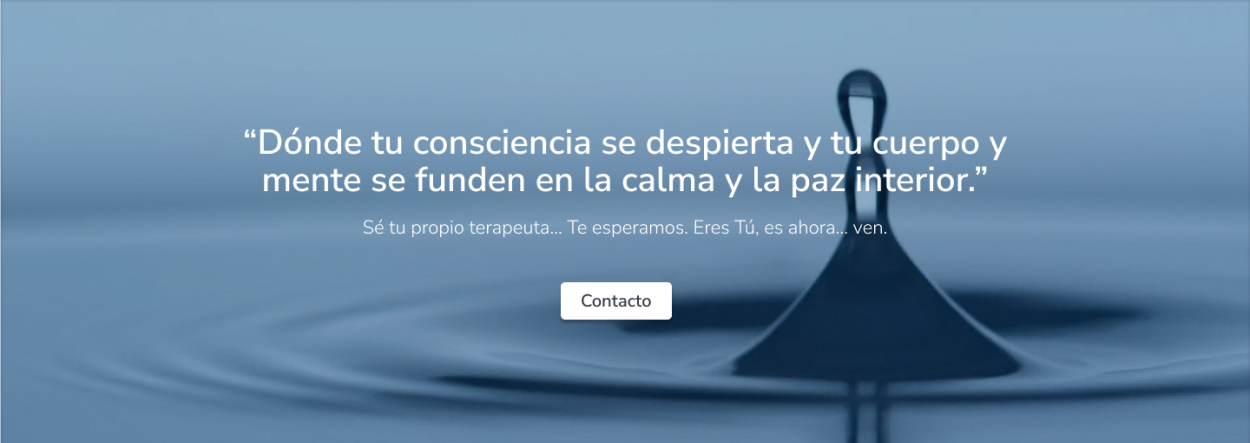 “Dónde tu consciencia se despierta y tu cuerpo y
mente se funden en la calma y la paz interior.”
Sé tu propio terapeuta... Te esperamos. Eres Tú, es ahora... ven.
Contacto